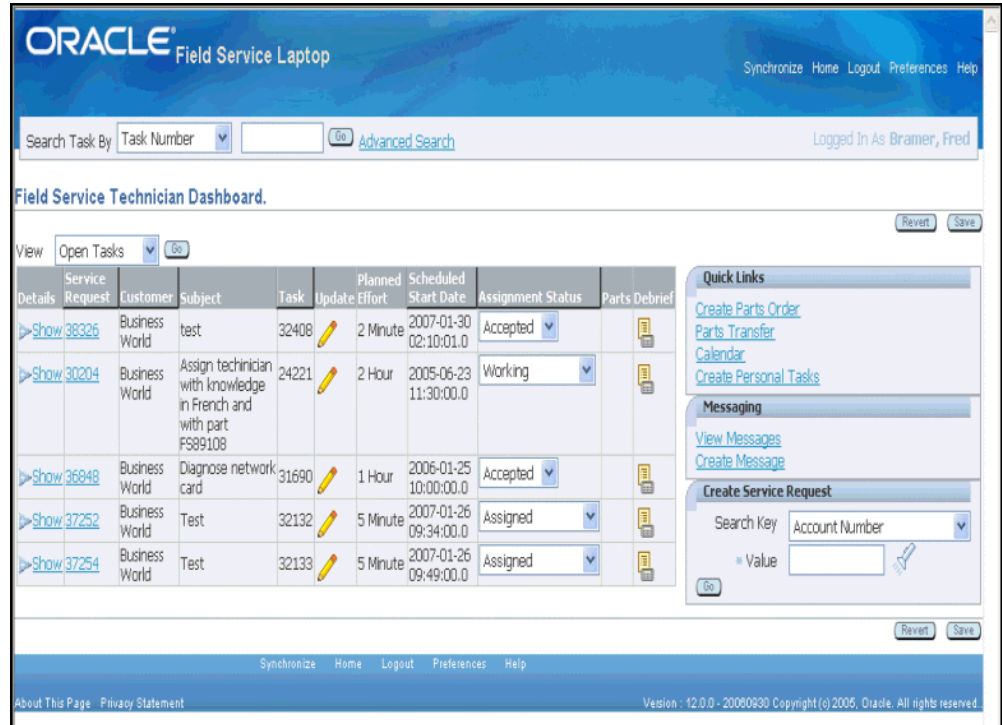 ORACLE Field Service Laptop
Synchronize Home Logout Preferences Help
Search Task By Task Number Go Advanced Search
Logged In As Bramer, Fred
Field Service Technician Dashboard.
Revert Save
View Open Tasks Go
Details Service Request Customer Subject Task Update Planned Effort Scheduled Start Date Assignment Status Parts Debrief
Show 38326 Business World test 32408 2 Minute 2007-01-30 02:10:01.0 Accepted
Show 30204 Business World Assign techinician with knowledge in French and with part FS89108 24221 2 Hour 2005-06-23 11:30:00.0 Working
Show 36848 Business World Diagnose network card 31690 1 Hour 2006-01-25 10:00:00.0 Accepted
Show 37252 Business World Test 32132 5 Minute 2007-01-26 09:34:00.0 Assigned
Show 37254 Business World Test 32133 5 Minute 2007-01-26 09:49:00.0 Assigned
Quick Links
Create Parts Order
Parts Transfer
Calendar
Create Personal Tasks
Messaging
View Messages
Create Message
Create Service Request
Search Key Account Number
Value
Go
Revert Save
Synchronize Home Logout Preferences Help
About This Page Privacy Statement
Version : 12.0.0 - 20060930 Copyright (c) 2005, Oracle. All rights reserved.